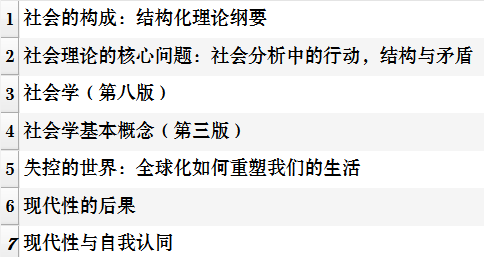 1 社会的构成：结构化理论纲要
2 社会理论的核心问题：社会分析中的行动，结构与矛盾
3 社会学（第八版）
4 社会学基本概念（第三版）
5 失控的世界：全球化如何重塑我们的生活
6 现代性的后果
7 现代性与自我认同